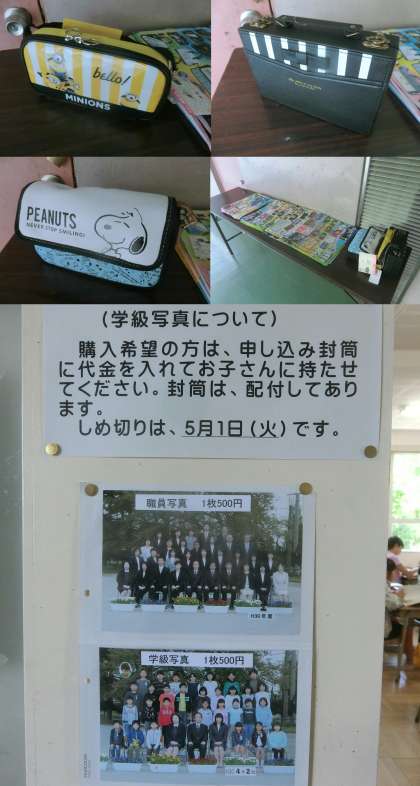 hello!
MINIONS
PEANUTS
NEVER STOP SMILING!
(学級写真について)
購入希望の方は、申し込み封筒
に代金を入れてお子さんに持たせ
てください。封筒は、配付してあり
ます。
しめ切りは、5月1日(火)です。
職員写真 1枚500円
学級写真 1枚500円